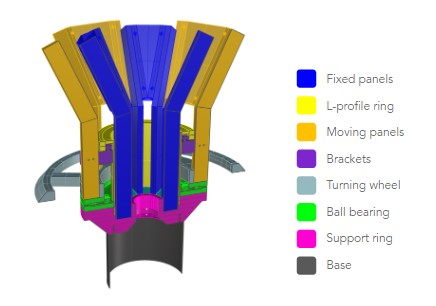 Fixed panels
L-profile ring
Moving panels
Brackets
Turning wheel
Ball bearing
Support ring
Base